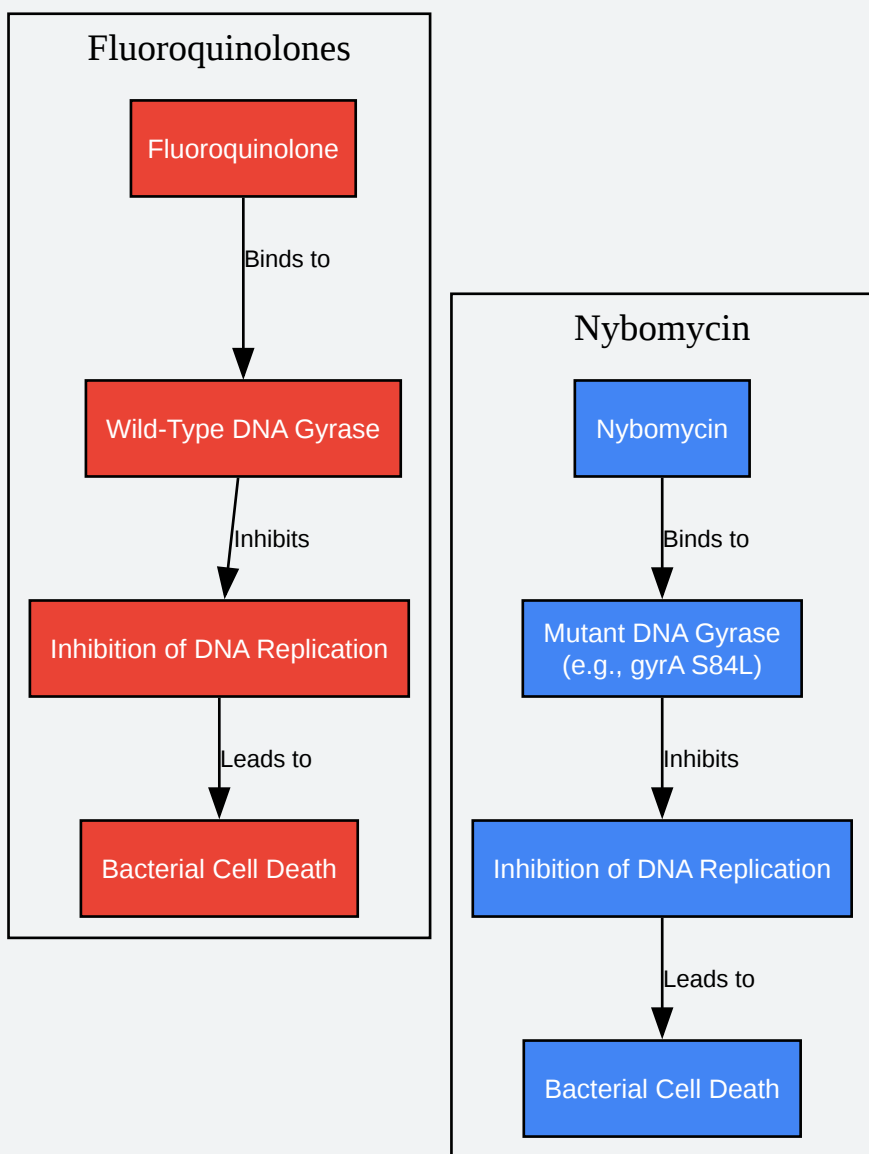 Fluoroquinolones
Fluoroquinolone
Binds to
Wild-Type DNA Gyrase
Inhibits
Inhibition of DNA Replication
Leads to
Bacterial Cell Death
Nybomycin
Nybomycin
Binds to
Mutant DNA Gyrase
(e.g., gyrA S84L)
Inhibits
Inhibition of DNA Replication
Leads to
Bacterial Cell Death